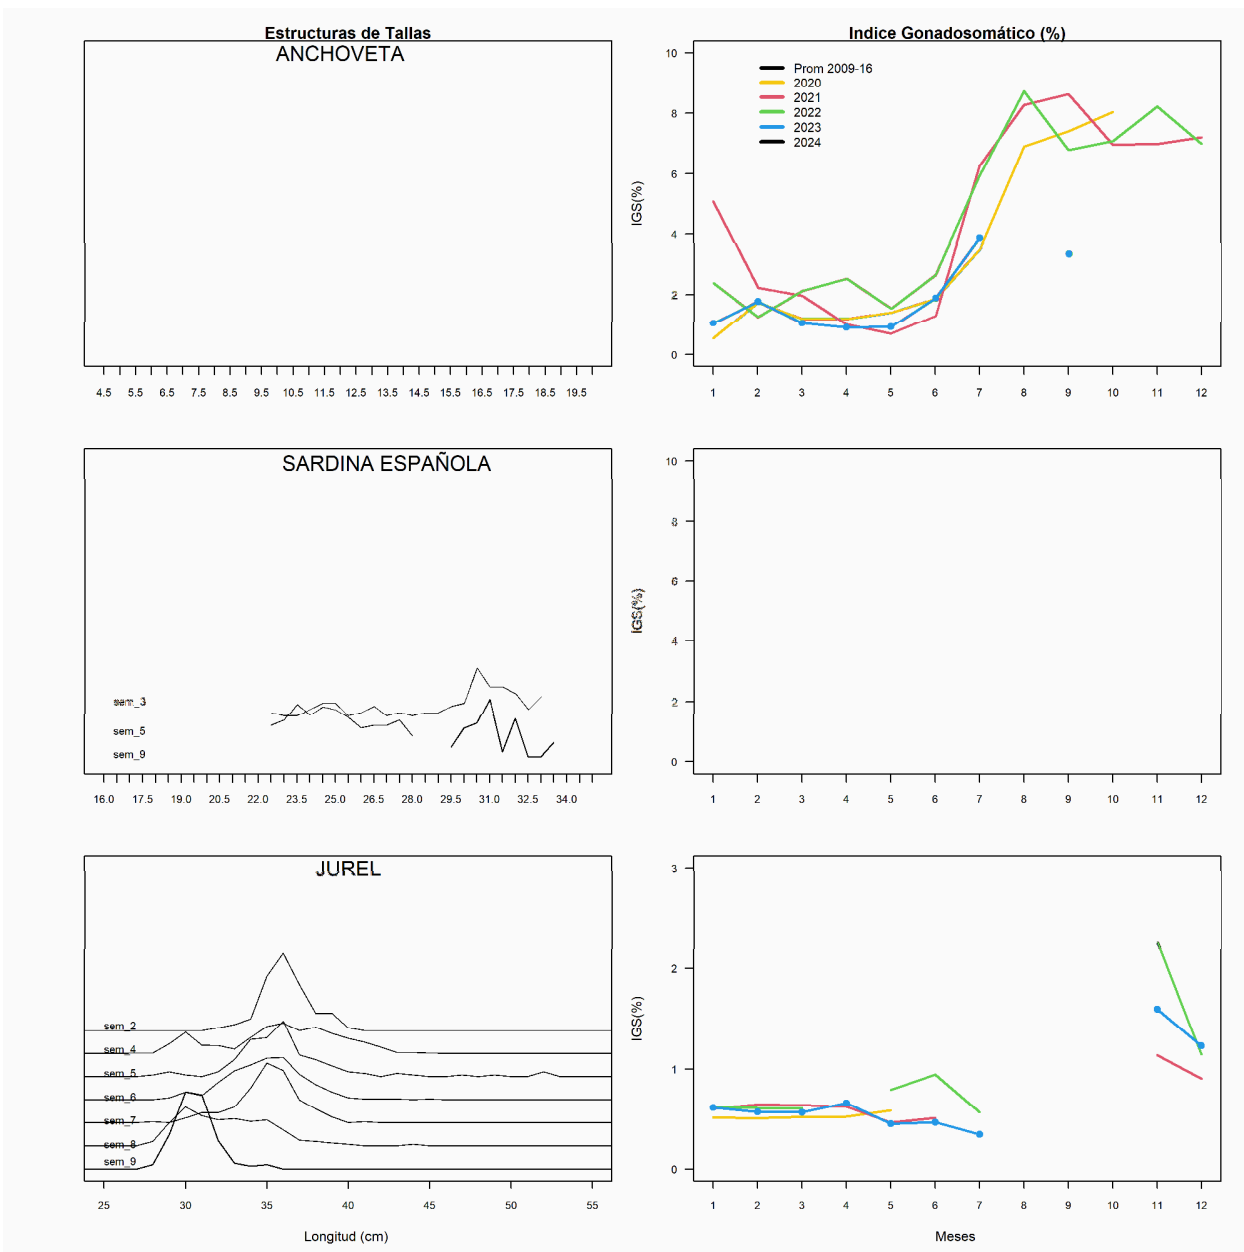 Estructuras de Tallas
ANCHOVETA
4.5 5.5 6.5 7.5 8.5 9.5 10.5 11.5 12.5 13.5 14.5 15.5 16.5 17.5 18.5 19.5
Indice Gonadosomático (%)
10
8
6
4
2
0
IGS(%)
Prom 2009-16
2020
2021
2022
2023
2024
1 2 3 4 5 6 7 8 9 10 11 12
SARDINA ESPAÑOLA
sem_3
sem_5
sem_9
16.0 17.5 19.0 20.5 22.0 23.5 25.0 26.5 28.0 29.5 31.0 32.5 34.0
10
8
6
4
2
0
IGS(%)
1 2 3 4 5 6 7 8 9 10 11 12
JUREL
sem_2
sem_4
sem_5
sem_6
sem_7
sem_8
sem_9
25 30 35 40 45 50 55
Longitud (cm)
3
2
1
0
IGS(%)
1 2 3 4 5 6 7 8 9 10 11 12
Meses